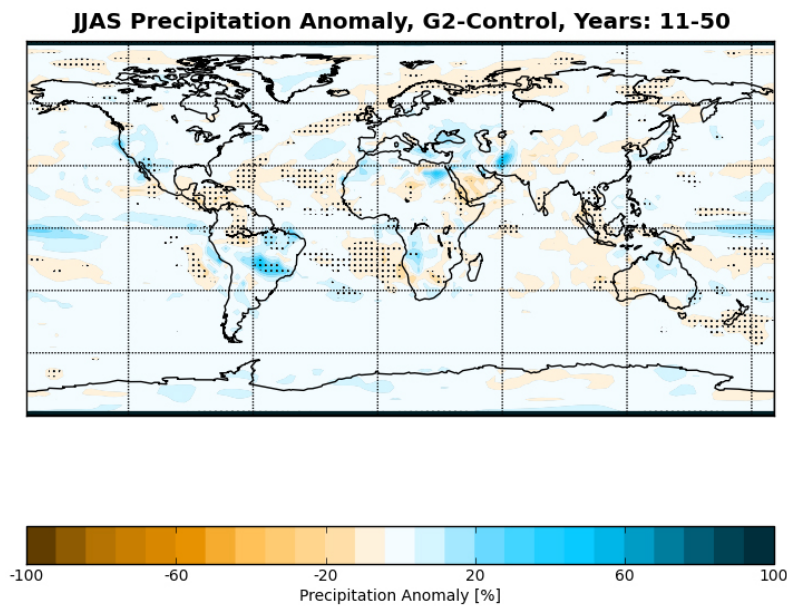 JJAS Precipitation Anomaly, G2-Control, Years: 11-50
-100 -60 -20 20 60 100
Precipitation Anomaly [%]